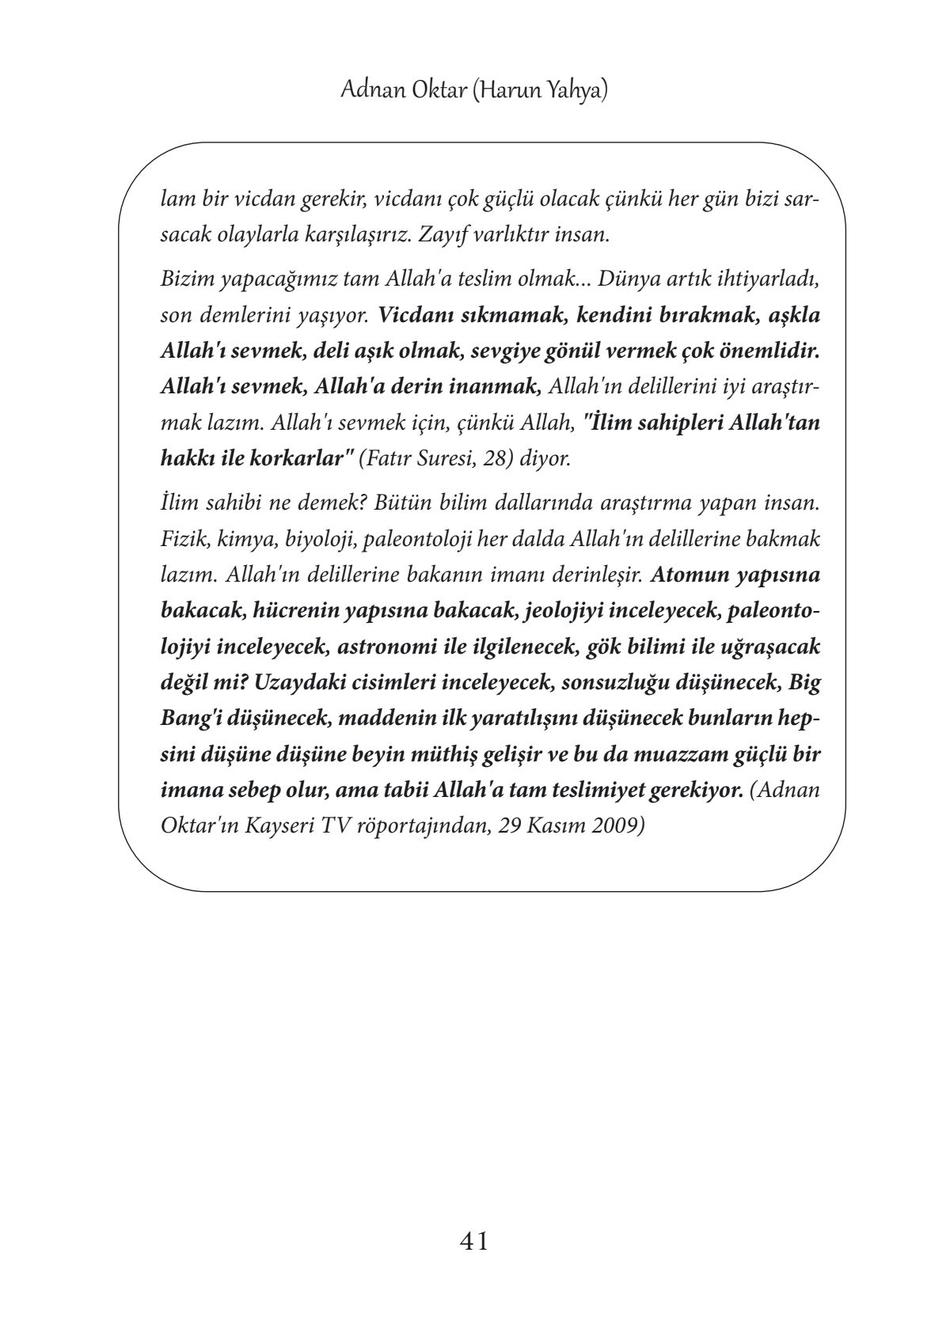 Adnan Oktar (Harun Yahya)
lam bir vicdan gerekir, vicdanı çok güçlü olacak çünkü her gün bizi sar-
sacak olaylarla karşılaşırız. Zayıf varlıktır insan.
Bizim yapacağımız tam Allah'a teslim olmak... Dünya artık ihtiyarladı,
son demlerini yaşıyor. Vicdanı sıkmamak, kendini bırakmak, aşkla
Allah'ı sevmek, deli aşık olmak, sevgiye gönül vermek çok önemlidir.
Allah'ı sevmek, Allah'a derin inanmak, Allah'ın delillerini iyi araştır-
mak lazım. Allah'ı sevmek için, çünkü Allah, "İlim sahipleri Allah'tan
hakkı ile korkarlar" (Fatır Suresi, 28) diyor.
İlim sahibi ne demek? Bütün bilim dallarında araştırma yapan insan.
Fizik, kimya, biyoloji, paleontoloji her dalda Allah'ın delillerine bakmak
lazım. Allah'ın delillerine bakanın imanı derinleşir. Atomun yapısına
bakacak, hücrenin yapısına bakacak, jeolojiyi inceleyecek, paleonto-
lojiyi inceleyecek, astronomi ile ilgilenecek, gök bilimi ile uğraşacak
değil mi? Uzaydaki cisimleri inceleyecek, sonsuzluğu düşünecek, Big
Bang'i düşünecek, maddenin ilk yaratılışını düşünecek bunların hep-
sini düşüne düşüne beyin müthiş gelişir ve bu da muazzam güçlü bir
imana sebep olur, ama tabii Allah'a tam teslimiyet gerekiyor. (Adnan
Oktar'ın Kayseri TV röportajından, 29 Kasım 2009)
41